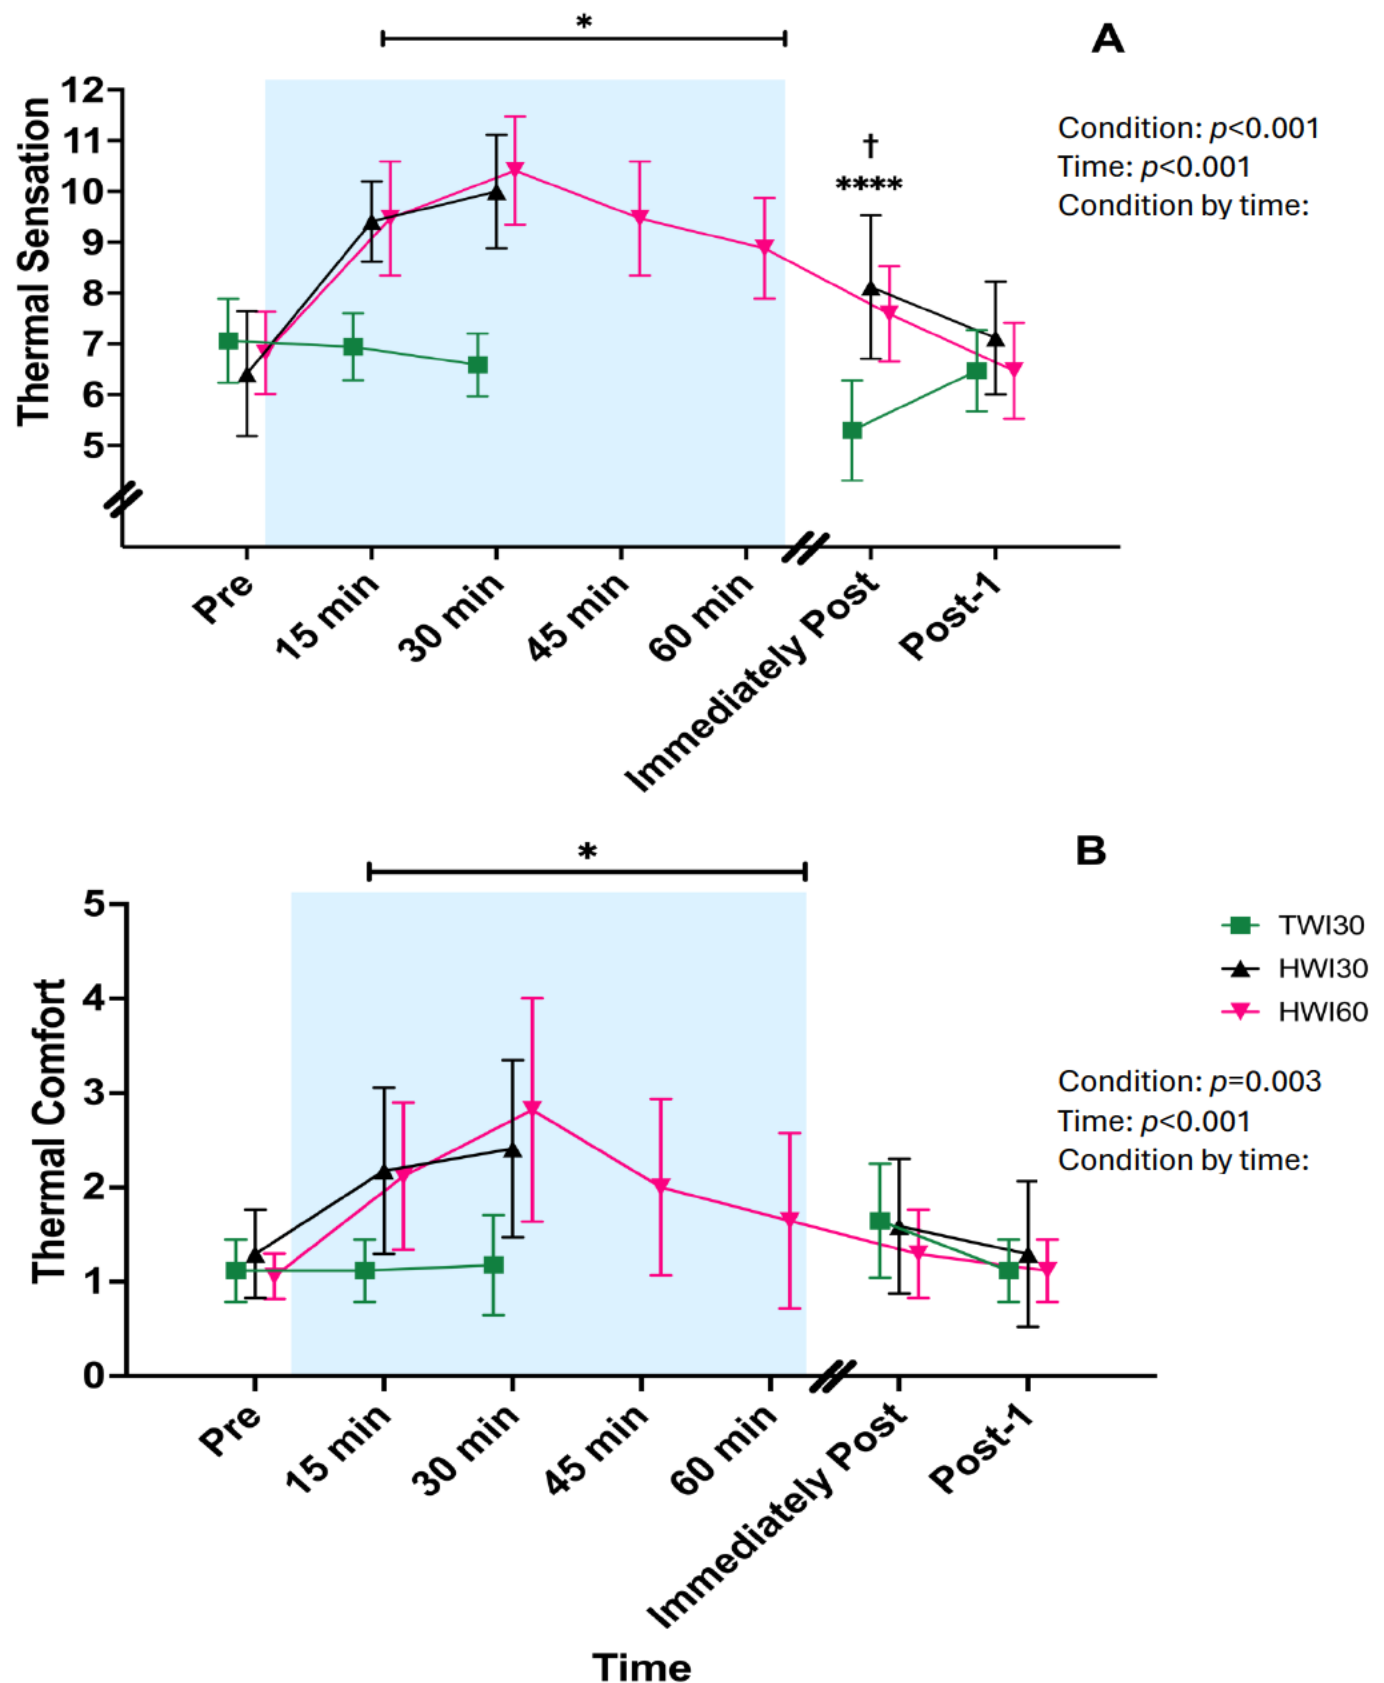 *
A
Thermal Sensation
12
11
10
9
8
7
6
5
†
****
Condition: p<0.001
Time: p<0.001
Condition by time:
Pre
15 min
30 min
45 min
60 min
Immediately Post
Post-1
*
B
Thermal Comfort
5
4
3
2
1
0
TWI30
HWI30
HWI60
Condition: p=0.003
Time: p<0.001
Condition by time:
Pre
15 min
30 min
45 min
60 min
Immediately Post
Post-1
Time